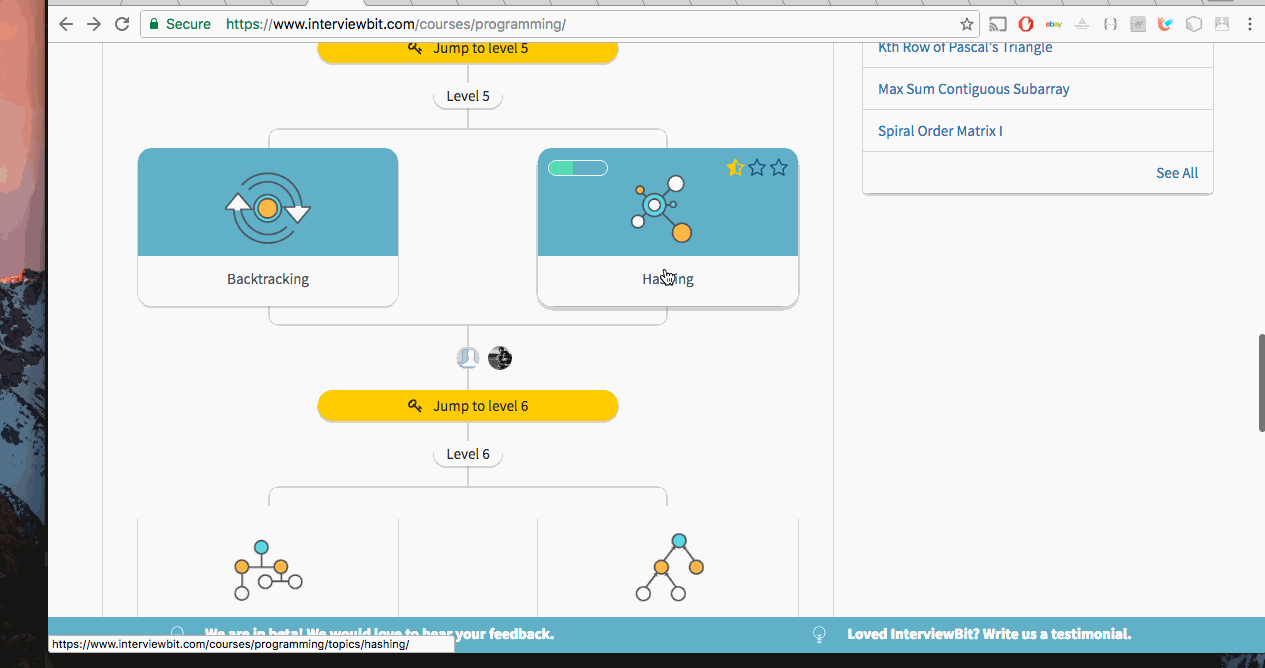 Secure https://www.interviewbit.com/courses/programming/
ebay
Jump to level 5
Kth Row of Pascal's Triangle
Level 5
Max Sum Contiguous Subarray
Spiral Order Matrix I
See All
Backtracking
Hashing
Jump to level 6
Level 6
We are in beta! We would love to hear your feedback.
Loved InterviewBit? Write us a testimonial.
https://www.interviewbit.com/courses/programming/topics/hashing/